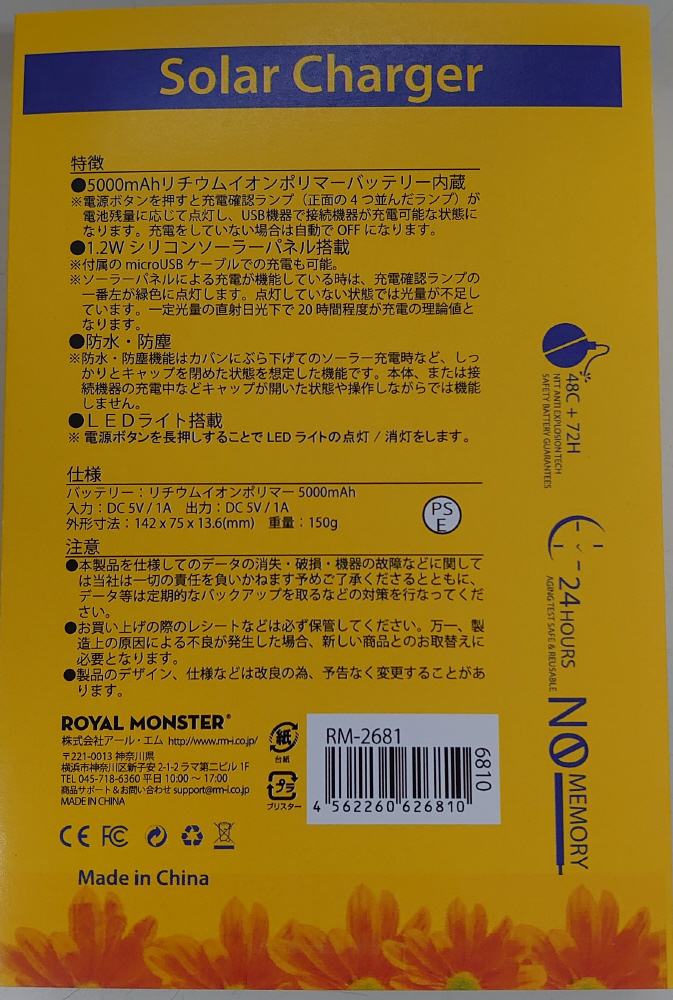 Solar Charger
特徴
●5000mAhリチウムイオンポリマーバッテリー内蔵
※電源ボタンを押すと充電確認ランプ（正面の4つ並んだランプ）が
電池残量に応じて点灯し、USB機器で接続機器が充電可能な状態に
なります。充電をしていない場合は自動でOFFになります。
●1.2Wシリコンソーラーパネル搭載
※付属のmicroUSBケーブルでの充電も可能。
※ソーラーパネルによる充電が機能している時は、充電確認ランプの
一番左が緑色に点灯します。点灯していない状態では光量が不足し
ています。一定光量の直射日光下で20時間程度が充電の理論値と
なります。
●防水・防塵
※防水・防塵機能はカバンにぶら下げてのソーラー充電時など、しっ
かりとキャップを閉めた状態を想定した機能です。本体、または接
続機器の充電中などキャップが開いた状態や操作しながらでは機能
しません。
●LEDライト搭載
※電源ボタンを長押しすることでLEDライトの点灯/消灯をします。
仕様
バッテリー：リチウムイオンポリマー 5000mAh
入力：DC 5V / 1A　出力：DC 5V / 1A
外形寸法：142 x 75 x 13.6(mm)　重量：150g
PS
E
注意
●本製品を仕様してのデータの消失・破損・機器の故障などに関して
は当社は一切の責任を負いかねます予めご了承くださるとともに、
データ等は定期的なバックアップを取るなどの対策を行なってくだ
さい。
●お買い上げの際のレシートなどは必ず保管してください。万一、製
造上の原因による不良が発生した場合、新しい商品とのお取替えに
必要となります。
●製品のデザイン、仕様などは改良の為、予告なく変更することがあ
ります。
ROYAL MONSTER®
株式会社アール・エム http://www.rm-i.co.jp/
〒221-0013 神奈川県
横浜市神奈川区新子安 2-1-2 ラマ第二ビル 1F
TEL 045-718-6360 平日 10:00 〜 17:00
商品サポート&お問い合わせ support@rm-i.co.jp
MADE IN CHINA
紙
台紙
プラ
ブリスター
RM-2681
6810
4 562260 626810
CE FC
Made in China
48C + 72H
NTT ANTI EXPLOSION TECH
SAFETY BATTERY GUARANTEES
24 HOURS
AGING TEST SAFE & REUSABLE
NO MEMORY